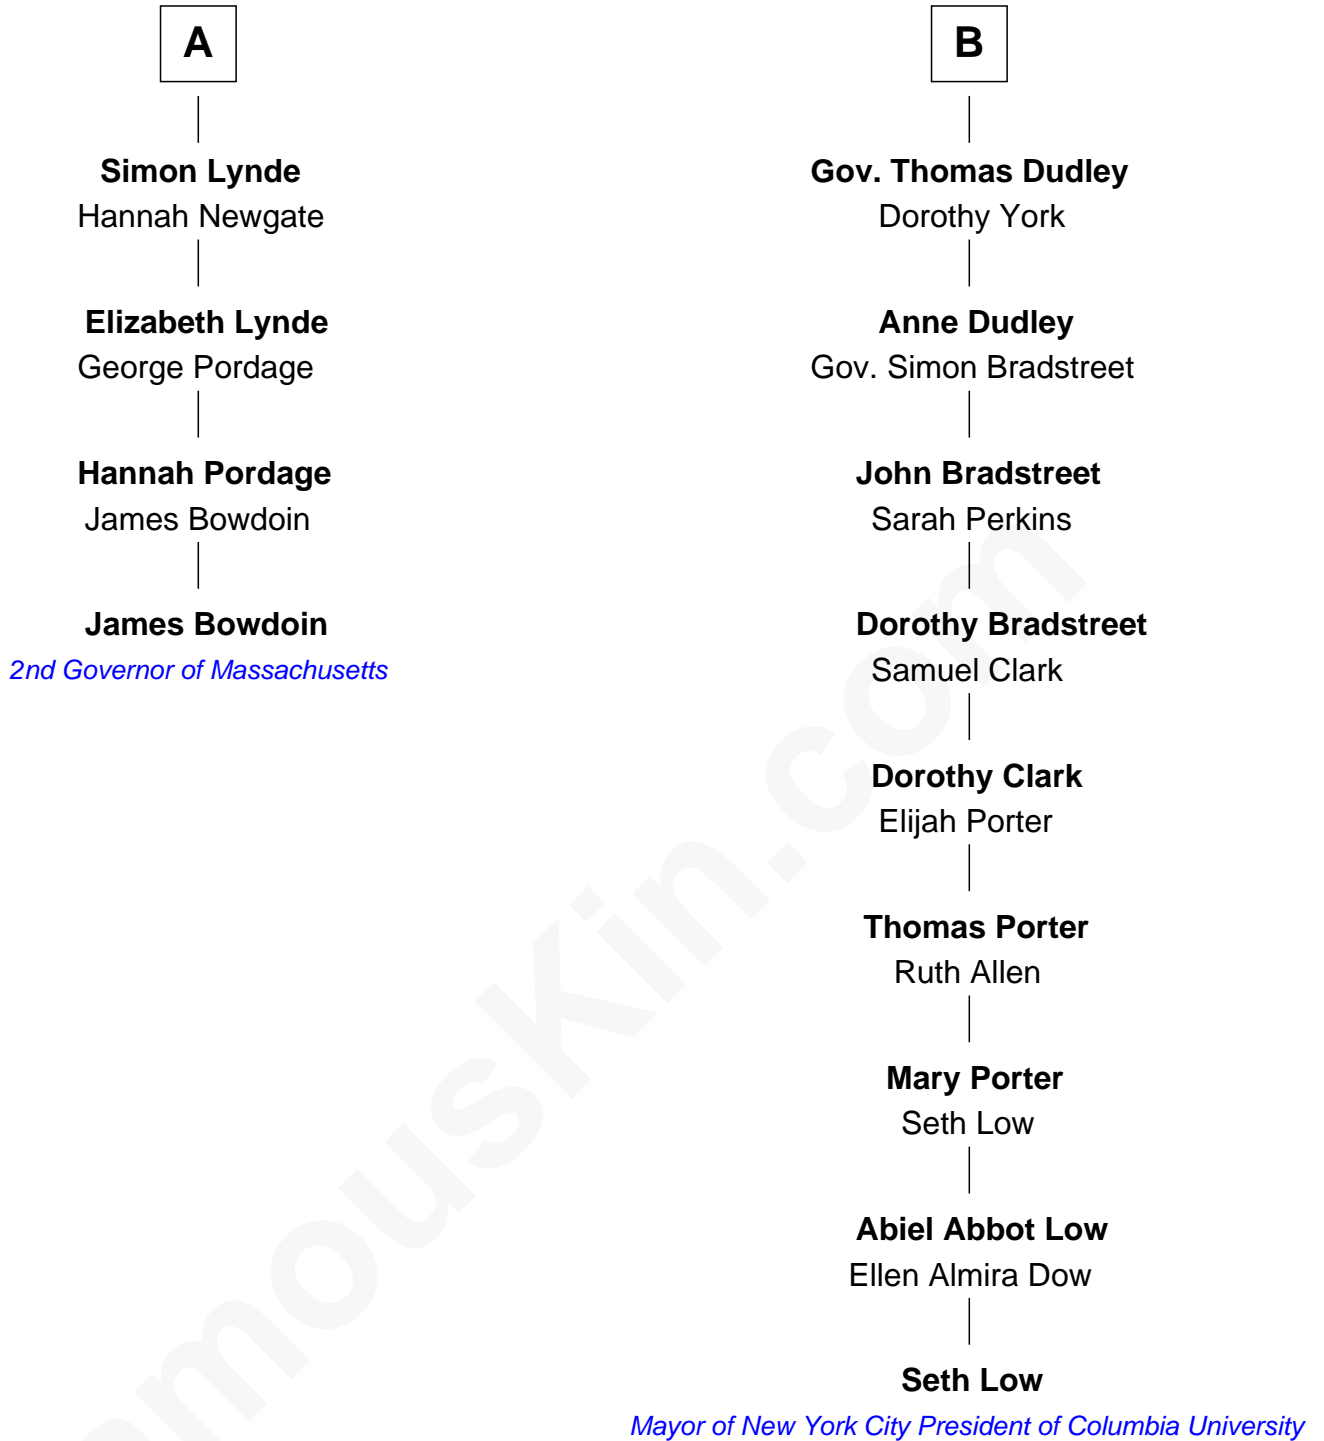 A
Simon Lynde
Hannah Newgate
Elizabeth Lynde
George Pordage
Hannah Pordage
James Bowdoin
James Bowdoin
2nd Governor of Massachusetts
B
Gov. Thomas Dudley
Dorothy York
Anne Dudley
Gov. Simon Bradstreet
John Bradstreet
Sarah Perkins
Dorothy Bradstreet
Samuel Clark
Dorothy Clark
Elijah Porter
Thomas Porter
Ruth Allen
Mary Porter
Seth Low
Abiel Abbot Low
Ellen Almira Dow
Seth Low
Mayor of New York City President of Columbia University
amouskin.com